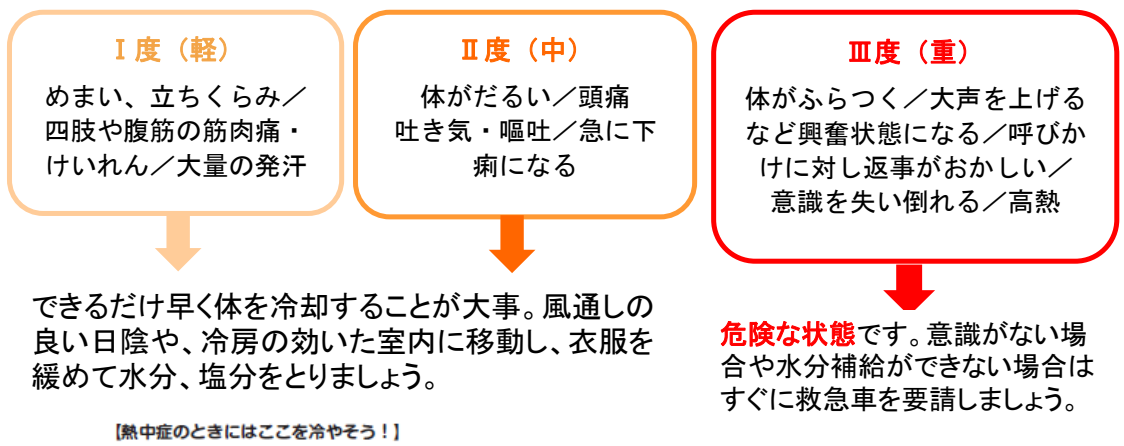 Ⅰ度（軽）
めまい、立ちくらみ／
四肢や腹筋の筋肉痛・
けいれん／大量の発汗
Ⅱ度（中）
体がだるい／頭痛
吐き気・嘔吐／急に下
痢になる
Ⅲ度（重）
体がふらつく／大声を上げる
など興奮状態になる／呼びか
けに対し返事がおかしい／
意識を失い倒れる／高熱
できるだけ早く体を冷却することが大事。風通しの
良い日陰や、冷房の効いた室内に移動し、衣服を
緩めて水分、塩分をとりましょう。
危険な状態です。意識がない場
合や水分補給ができない場合は
すぐに救急車を要請しましょう。
【熱中症のときにはここを冷やそう！】